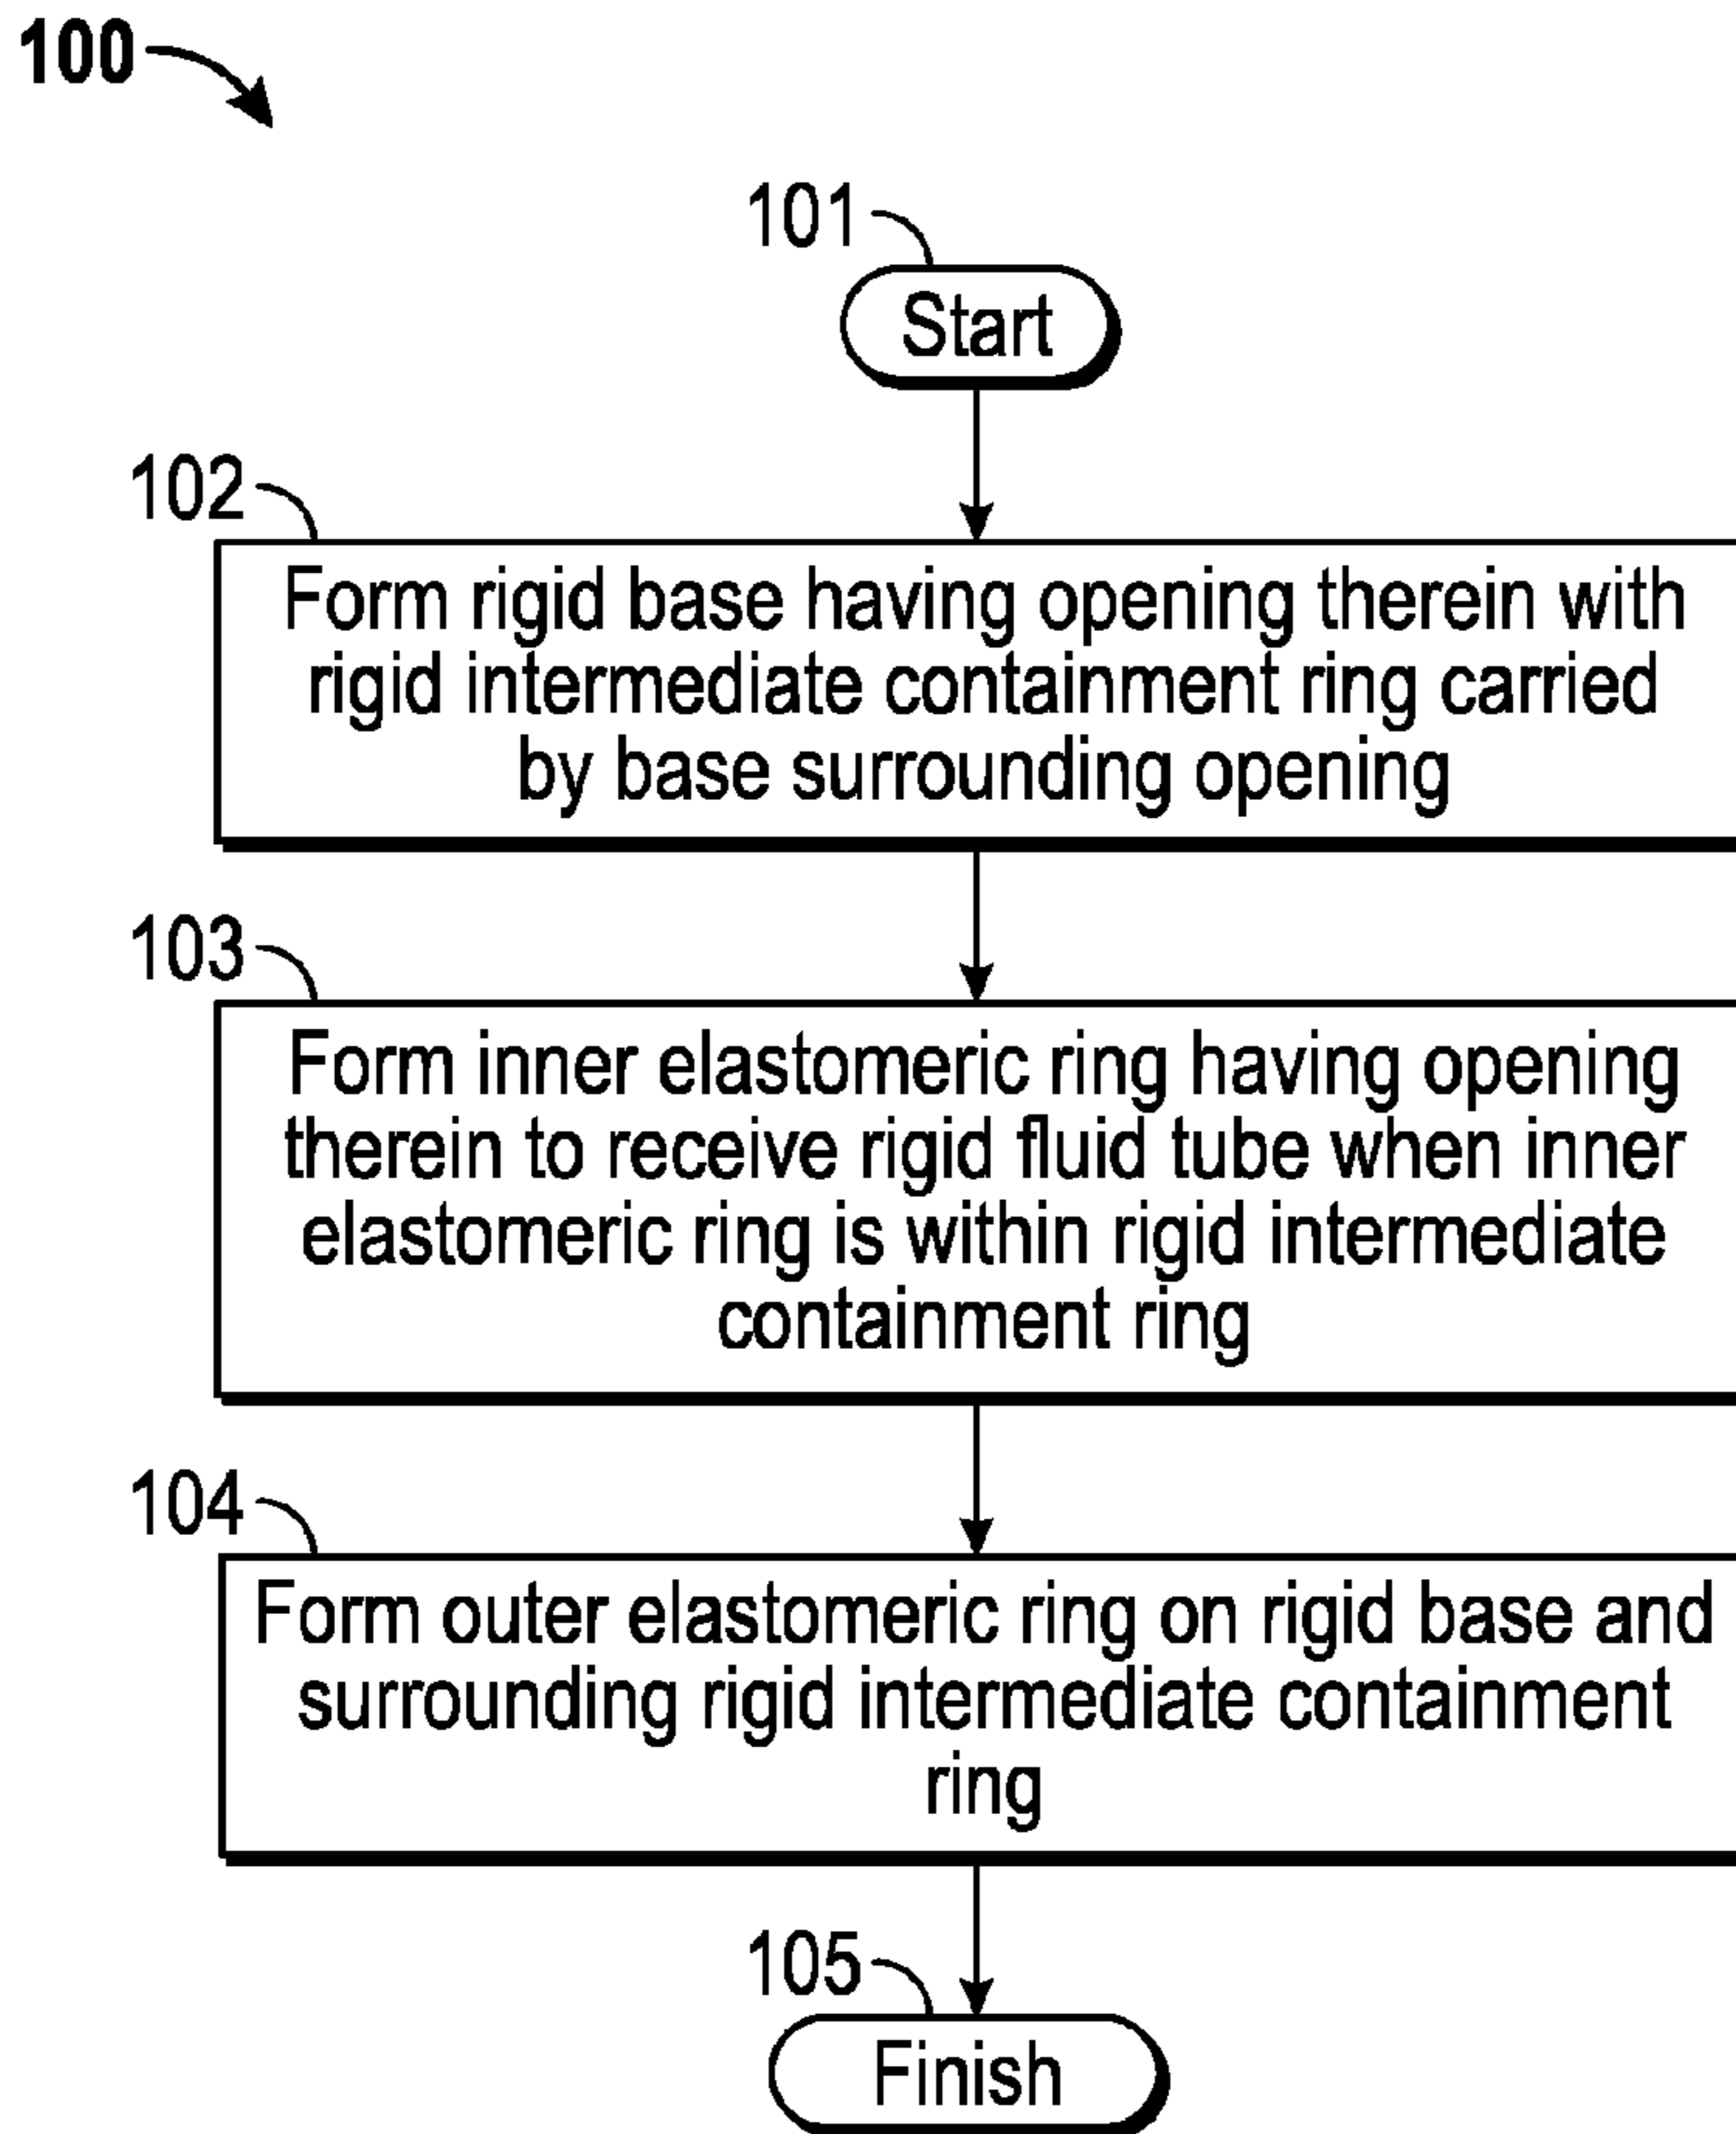 100
101
Start
102
Form rigid base having opening therein with
rigid intermediate containment ring carried
by base surrounding opening
103
Form inner elastomeric ring having opening
therein to receive rigid fluid tube when inner
elastomeric ring is within rigid intermediate
containment ring
104
Form outer elastomeric ring on rigid base and
surrounding rigid intermediate containment
ring
105
Finish